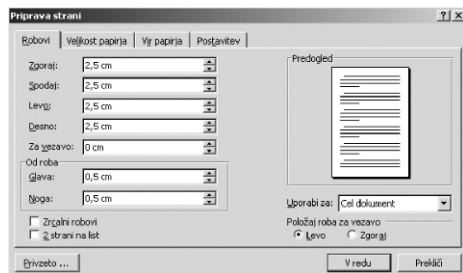 Priprava strani
Robovi Velikost papirja Vir papirja Postavitev
Zgoraj: 2,5 cm
Spodaj: 2,5 cm
Levo: 2,5 cm
Desno: 2,5 cm
Za vezavo: 0 cm
Od roba
Glava: 0,5 cm
Noga: 0,5 cm
Zrcalni robovi
2 strani na list
Predogled
Uporabi za: Cel dokument
Položaj roba za vezavo
Levo Zgoraj
Privzeto ... V redu Prekliči